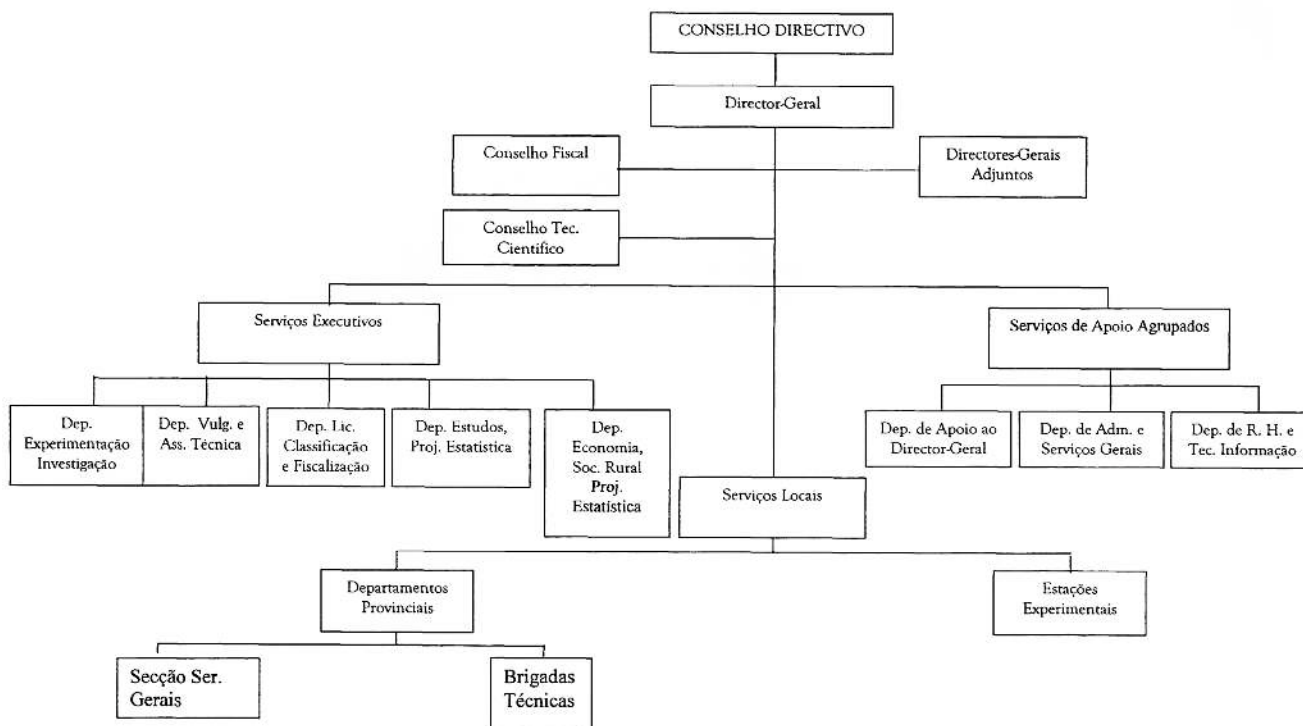 CONSELHO DIRECTIVO
Director-Geral
Conselho Fiscal
Directores-Gerais
Adjuntos
Conselho Tec.
Cientifico
Serviços Executivos
Serviços de Apoio Agrupados
Dep.
Experimentação
Investigação
Dep. Vulg. e
Ass. Técnica
Dep. Lic.
Classificação
e Fiscalização
Dep. Estudos,
Proj. Estatistica
Dep.
Economia,
Soc. Rural
Proj.
Estatística
Dep. de Apoio ao
Director-Geral
Dep. de Adm. e
Serviços Gerais
Dep. de R. H. e
Tec. Informação
Serviços Locais
Departamentos
Provinciais
Estações
Experimentais
Secção Ser.
Gerais
Brigadas
Técnicas